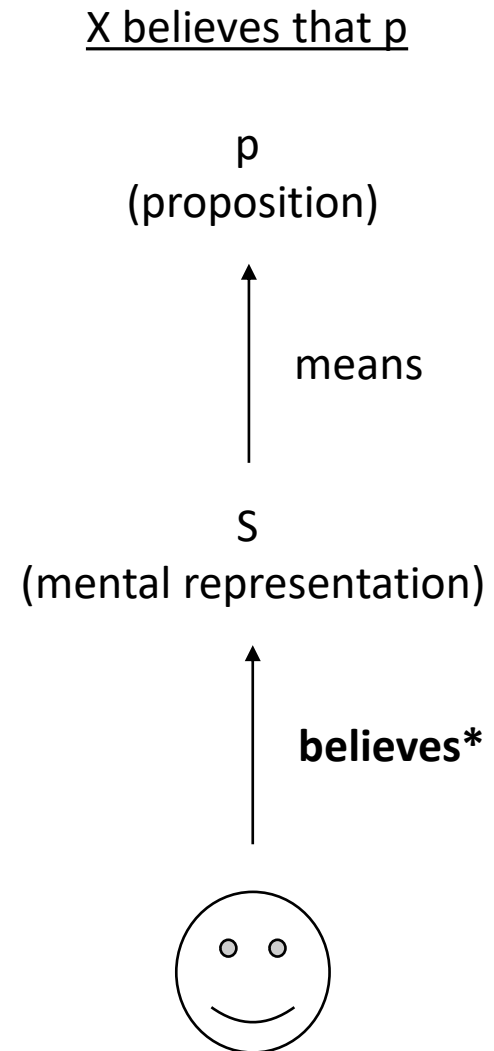 X believes that p
p
(proposition)
means
S
(mental representation)
believes*